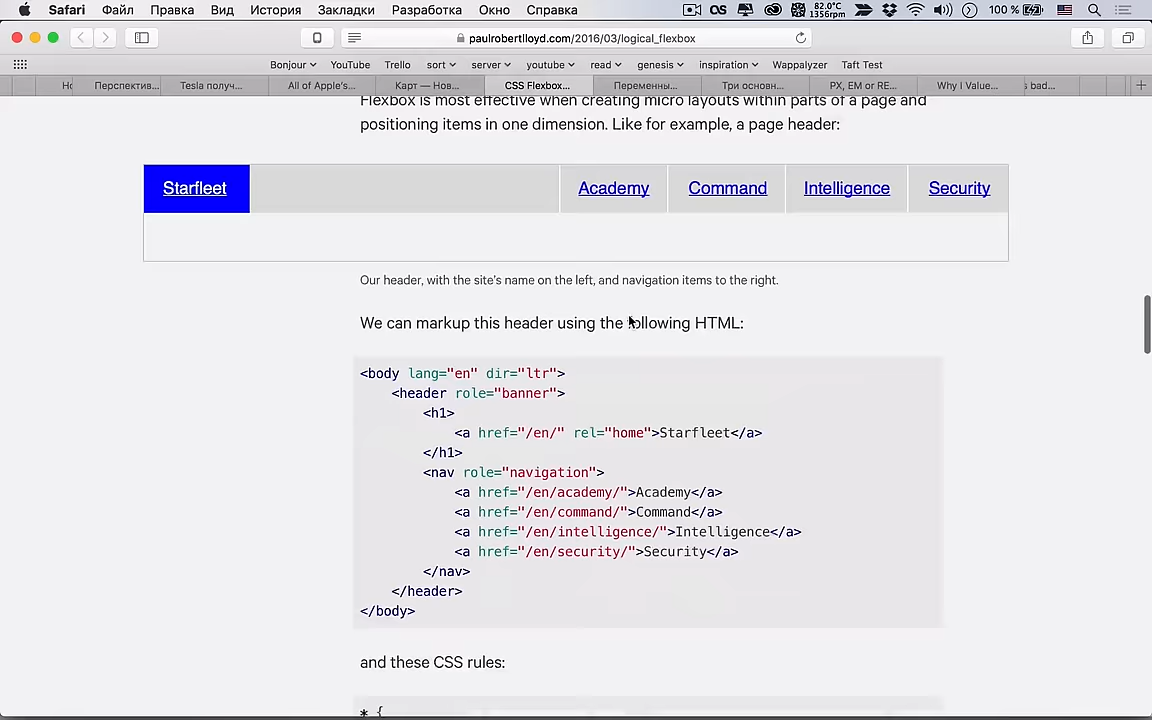 Safari Файл Правка Вид История Закладки Разработка Окно Справка OS 82.0°C 1356rpm 100 %
paulrobertlloyd.com/2016/03/logical_flexbox
Bonjour YouTube Trello sort server youtube read genesis inspiration Wappalyzer Taft Test
Перспектив... Tesla получ... All of Apple's... Карт — Нов... CSS Flexbox... Переменны... Три основн... PX, EM or RE... Why I Value... bad...
Flexbox is most effective when creating micro layouts within parts of a page and
positioning items in one dimension. Like for example, a page header:
Starfleet Academy Command Intelligence Security
Our header, with the site's name on the left, and navigation items to the right.
We can markup this header using the following HTML:
<body lang="en" dir="ltr">
<header role="banner">
<h1>
<a href="/en/" rel="home">Starfleet</a>
</h1>
<nav role="navigation">
<a href="/en/academy/">Academy</a>
<a href="/en/command/">Command</a>
<a href="/en/intelligence/">Intelligence</a>
<a href="/en/security/">Security</a>
</nav>
</header>
</body>
and these CSS rules:
* {